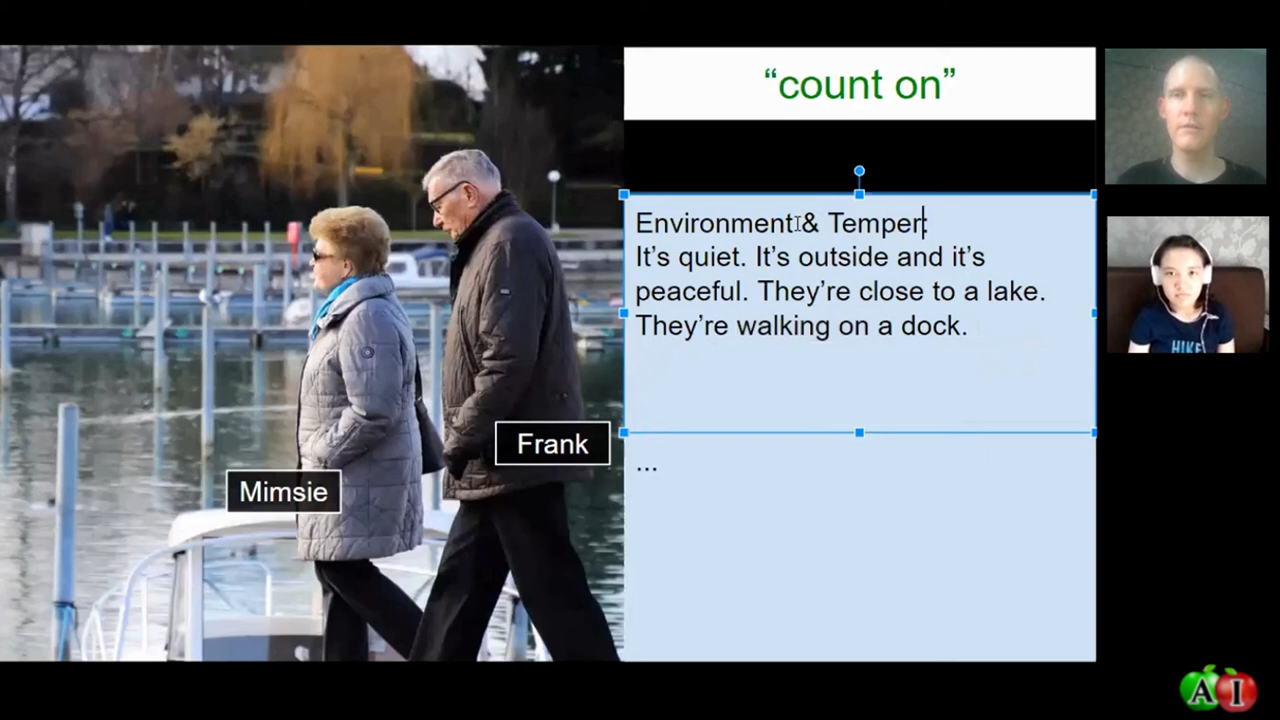 “count on”
Environment & Temper:
It’s quiet. It’s outside and it’s
peaceful. They’re close to a lake.
They’re walking on a dock.
...
Frank
Mimsie
HIKE
A I